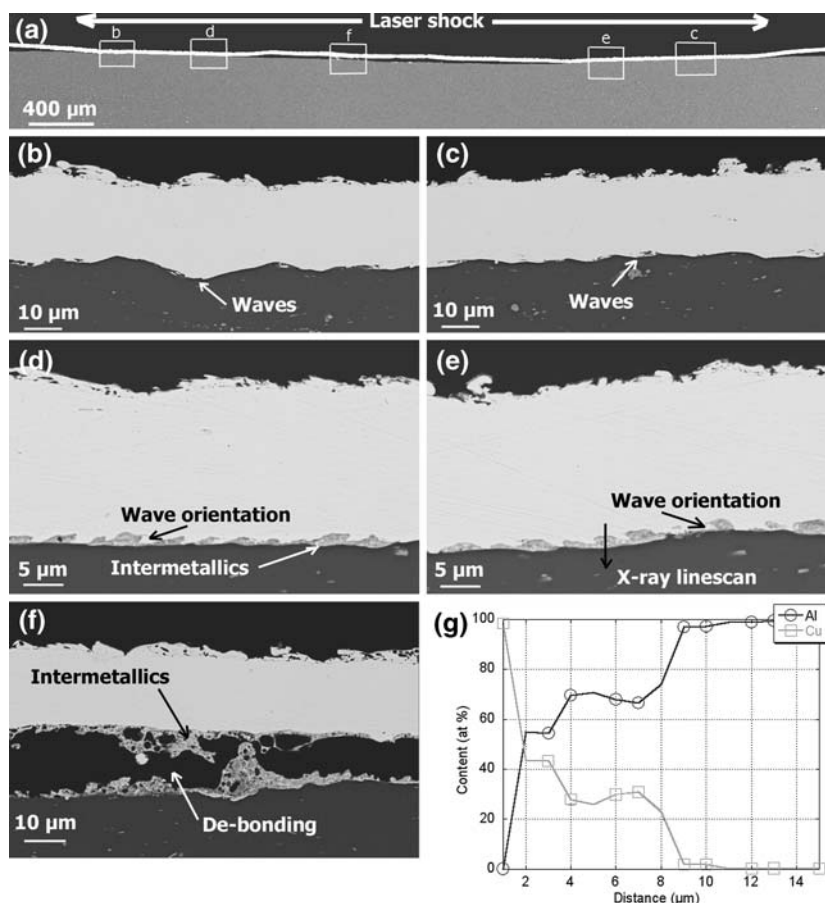 (a)
Laser shock
b
d
f
e
c
400 µm
(b)
Waves
10 µm
(c)
Waves
10 µm
(d)
Wave orientation
Intermetallics
5 µm
(e)
Wave orientation
X-ray linescan
5 µm
(f)
Intermetallics
De-bonding
10 µm
(g)
Al
Cu
100
80
60
40
20
0
Content (at %)
2 4 6 8 10 12 14
Distance (µm)